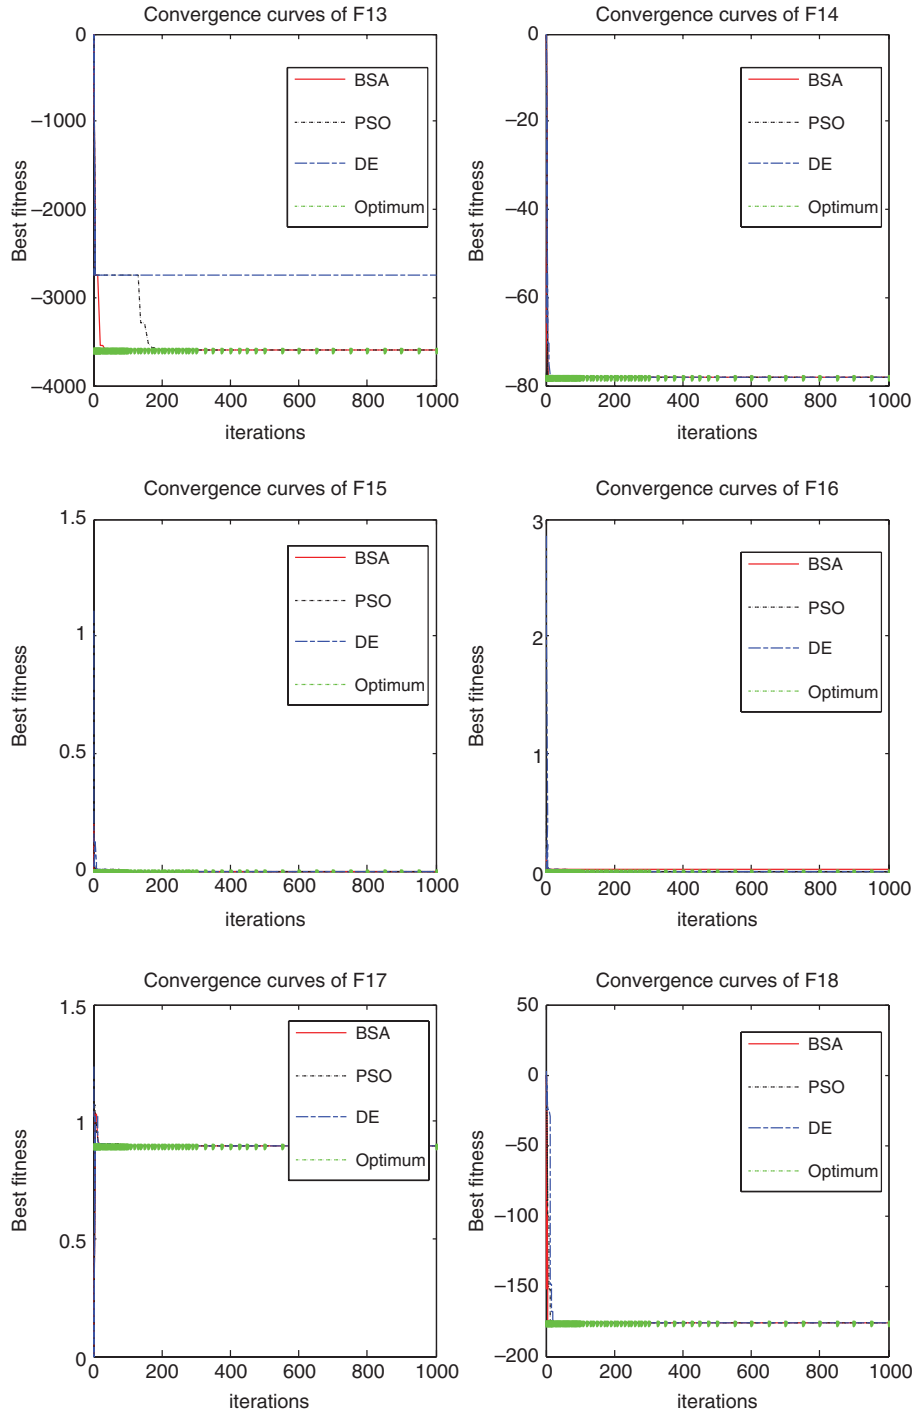 Convergence curves of F13
0
−1000
−2000
−3000
−4000
Best fitness
BSA
PSO
DE
Optimum
0 200 400 600 800 1000
iterations
Convergence curves of F14
0
−20
−40
−60
−80
Best fitness
BSA
PSO
DE
Optimum
0 200 400 600 800 1000
iterations
Convergence curves of F15
1.5
1
0.5
0
Best fitness
BSA
PSO
DE
Optimum
0 200 400 600 800 1000
iterations
Convergence curves of F16
3
2
1
0
Best fitness
BSA
PSO
DE
Optimum
0 200 400 600 800 1000
iterations
Convergence curves of F17
1.5
1
0.5
0
Best fitness
BSA
PSO
DE
Optimum
0 200 400 600 800 1000
iterations
Convergence curves of F18
50
0
−50
−100
−150
−200
Best fitness
BSA
PSO
DE
Optimum
0 200 400 600 800 1000
iterations